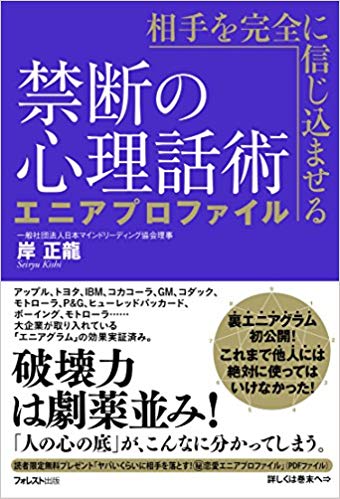 相手を完全に信じ込ませる
禁断の
心理話術
エニアプロファイル
一般社団法人日本マインドリーディング協会理事
岸 正龍
Seiryu Kishi
アップル、トヨタ、IBM、コカコーラ、GM、コダック、
モトローラ、P&G、ヒューレッドパッカード、
ボーイング、モトローラ……
大企業が取り入れている
「エニアグラム」の効果実証済み。
裏エニアグラム
初公開!
これまで他人には
絶対に使っては
いけなかった!
破壊力
は劇薬並み!
「人の心の底」が、こんなに分かってしまう。
読者限定無料プレゼント「ヤバいくらいに相手を落とす!㊙恋愛エニアプロファイル」(PDFファイル)
フォレスト出版
詳しくは巻末へ⇒